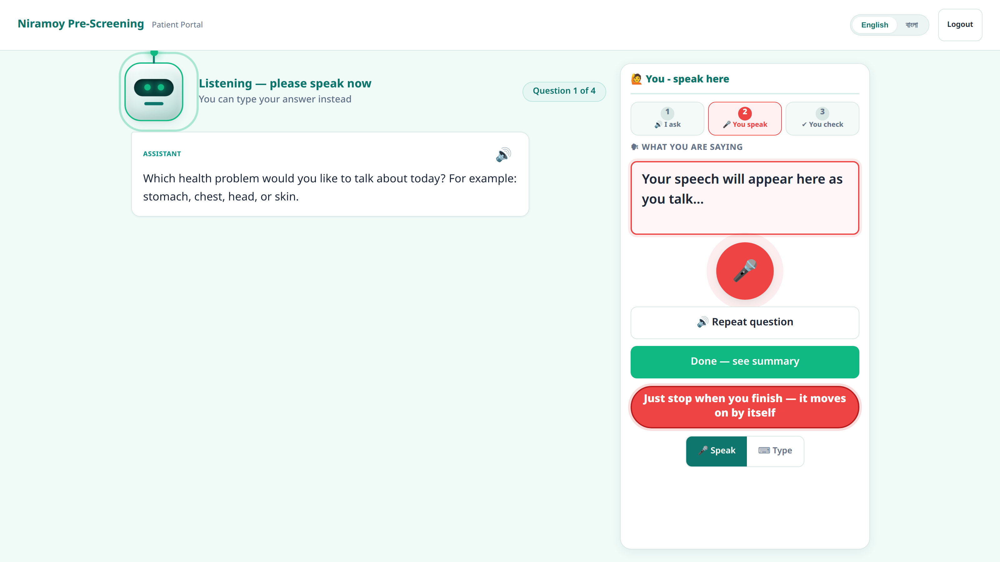 Niramoy Pre-Screening Patient Portal
English বাংলা Logout
Listening — please speak now
You can type your answer instead
Question 1 of 4
ASSISTANT
Which health problem would you like to talk about today? For example:
stomach, chest, head, or skin.
You - speak here
1
I ask
2
You speak
3
✔ You check
WHAT YOU ARE SAYING
Your speech will appear here as
you talk...
Repeat question
Done — see summary
Just stop when you finish — it moves
on by itself
Speak
Type